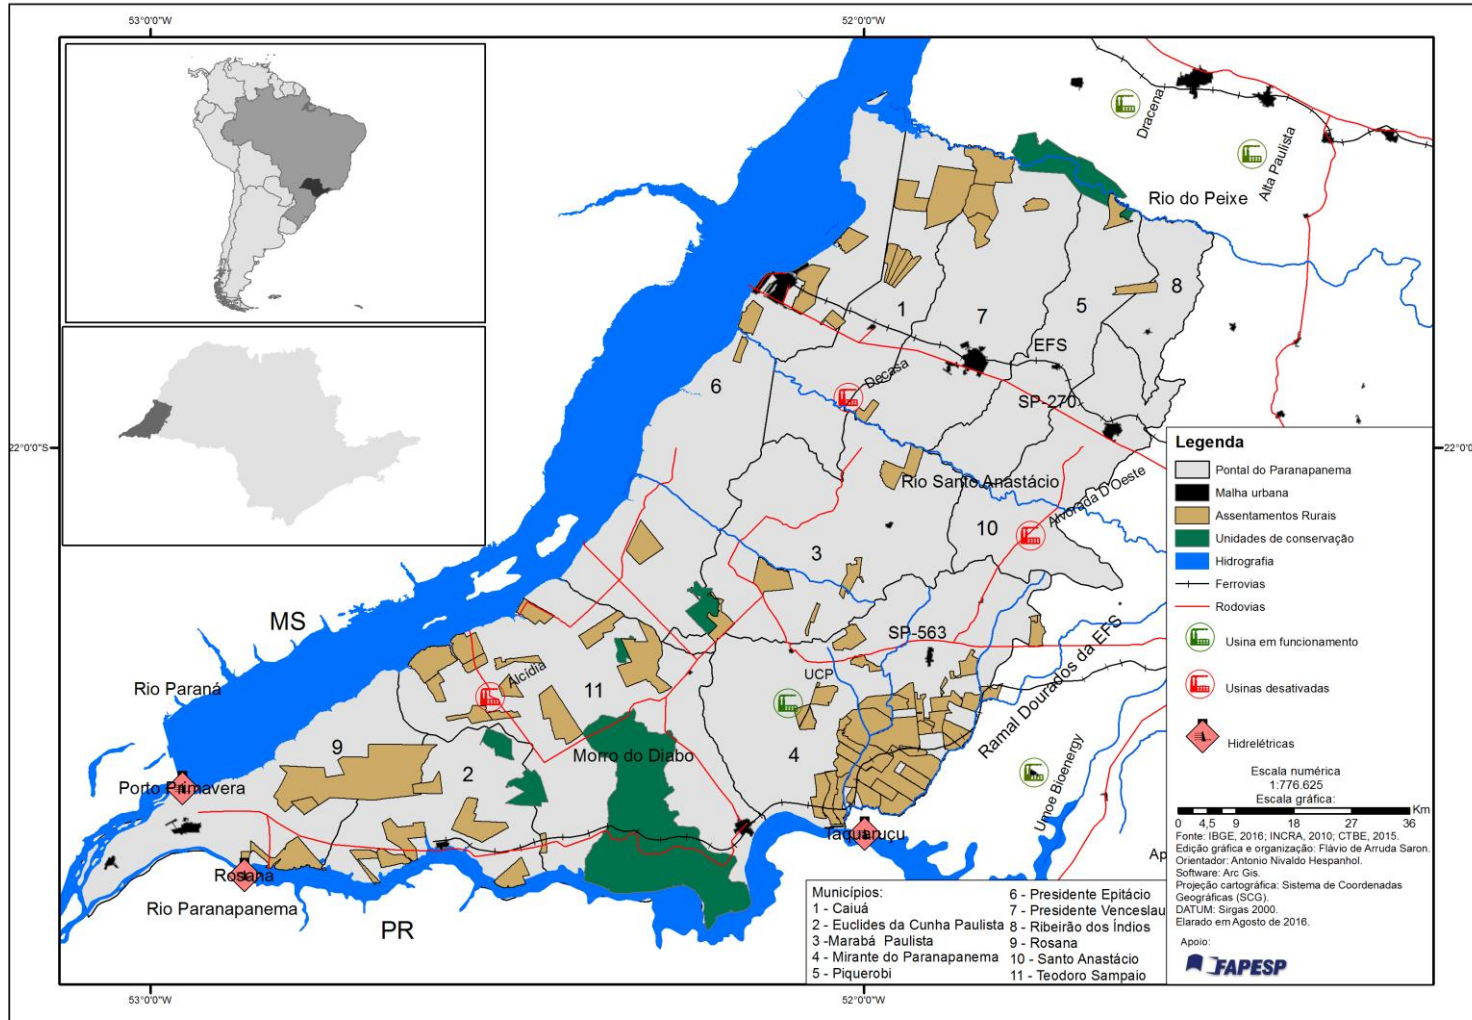 53°0'0"W
52°0'0"W
Dracena
Alta Paulista
Rio do Peixe
8
1
7
5
EFS
6
Decasa
SP-270
22°0'0"S
22°0'0"S
Rio Santo Anastácio
Alvorada D'Oeste
10
3
MS
SP-563
Ramal Dourados da EFS
Rio Paraná
Alcídia
11
UCP
9
Morro do Diabo
4
2
Porto Primavera
Umoe Bioenergy
Taquaruçu
Rosana
Ap
Rio Paranapanema
PR
Legenda
Pontal do Paranapanema
Malha urbana
Assentamentos Rurais
Unidades de conservação
Hidrografia
Ferrovias
Rodovias
Usina em funcionamento
Usinas desativadas
Hidrelétricas
Escala numérica
1:776.625
Escala gráfica:
Km
0 4,5 9 18 27 36
Fonte: IBGE, 2016; INCRA, 2010; CTBE, 2015.
Edição gráfica e organização: Flávio de Arruda Saron.
Orientador: Antonio Nivaldo Hespanhol.
Software: Arc Gis.
Projeção cartográfica: Sistema de Coordenadas
Geográficas (SCG).
DATUM: Sirgas 2000.
Elarado em Agosto de 2016.
Apoio:
FAPESP
Municípios:
1 - Caiuá
2 - Euclides da Cunha Paulista
3 -Marabá Paulista
4 - Mirante do Paranapanema
5 - Piquerobi
6 - Presidente Epitácio
7 - Presidente Venceslau
8 - Ribeirão dos Índios
9 - Rosana
10 - Santo Anastácio
11 - Teodoro Sampaio
53°0'0"W
52°0'0"W